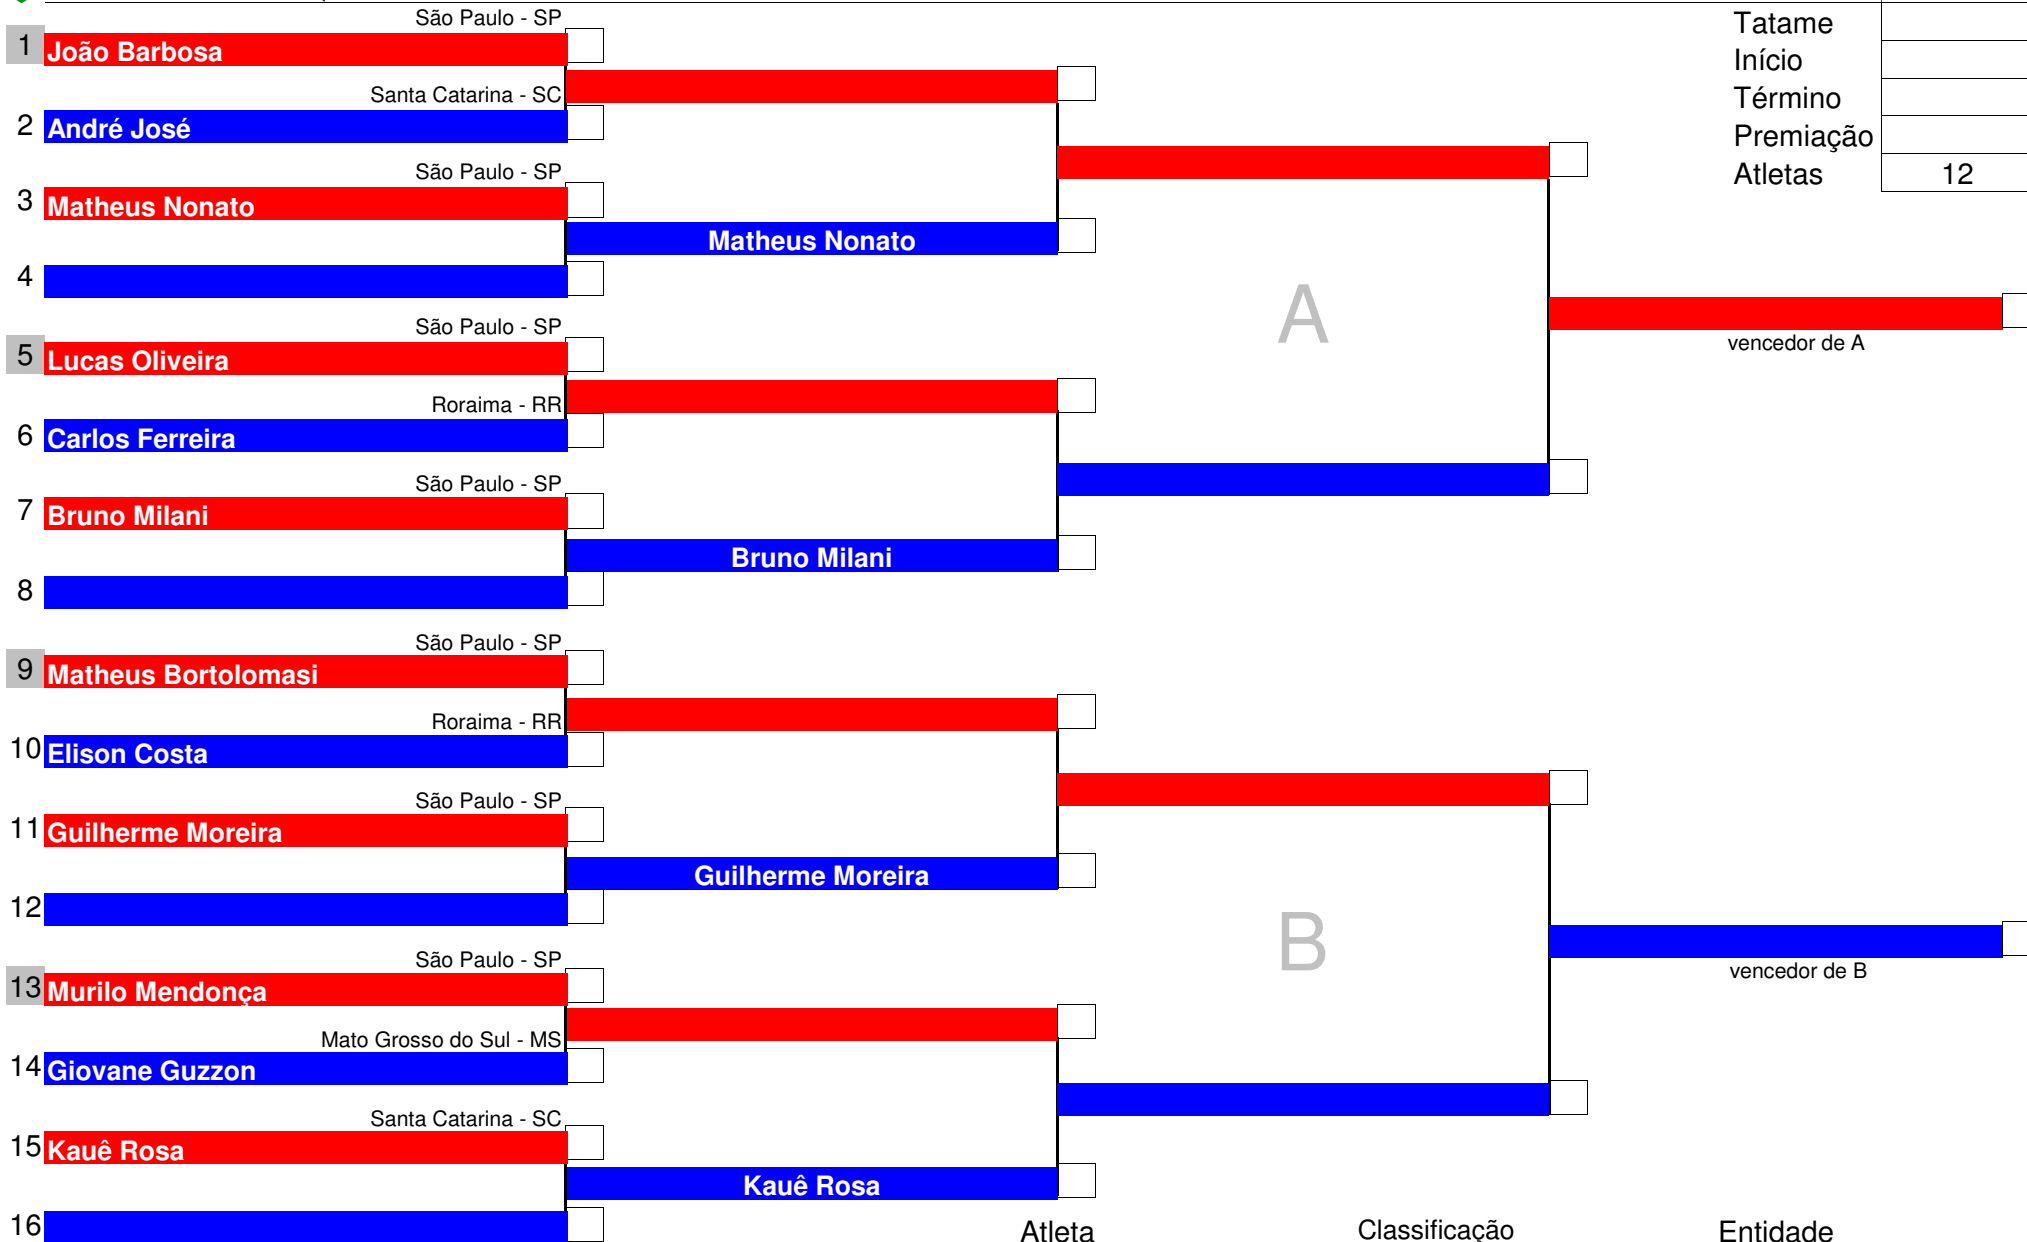 São Paulo - SP
Tatame
1 João Barbosa
Início
Santa Catarina - SC
Término
2 André José
Premiação
São Paulo - SP
Atletas 12
3 Matheus Nonato
Matheus Nonato
4
A
São Paulo - SP
vencedor de A
5 Lucas Oliveira
Roraima - RR
6 Carlos Ferreira
São Paulo - SP
7 Bruno Milani
Bruno Milani
8
São Paulo - SP
9 Matheus Bortolomasi
Roraima - RR
10 Elison Costa
São Paulo - SP
11 Guilherme Moreira
Guilherme Moreira
12
B
São Paulo - SP
vencedor de B
13 Murilo Mendonça
Mato Grosso do Sul - MS
14 Giovane Guzzon
Santa Catarina - SC
15 Kauê Rosa
Kauê Rosa
16
Atleta Classificação Entidade